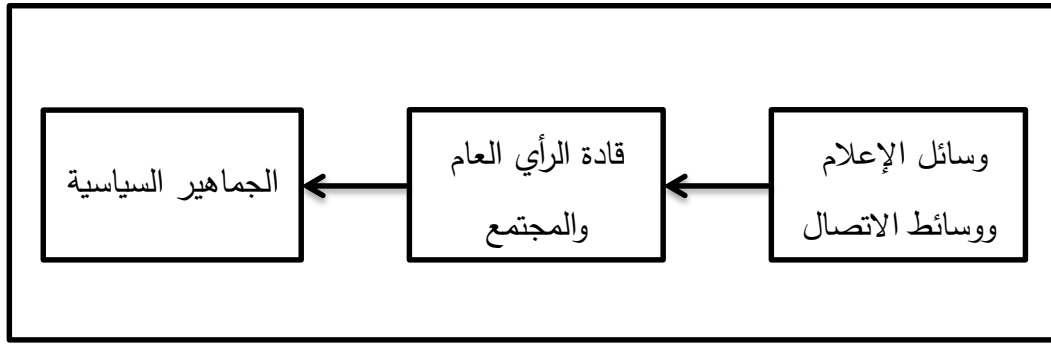 وسائل الإعلام
ووسائط الاتصال
قادة الرأي العام
والمجتمع
الجماهير السياسية